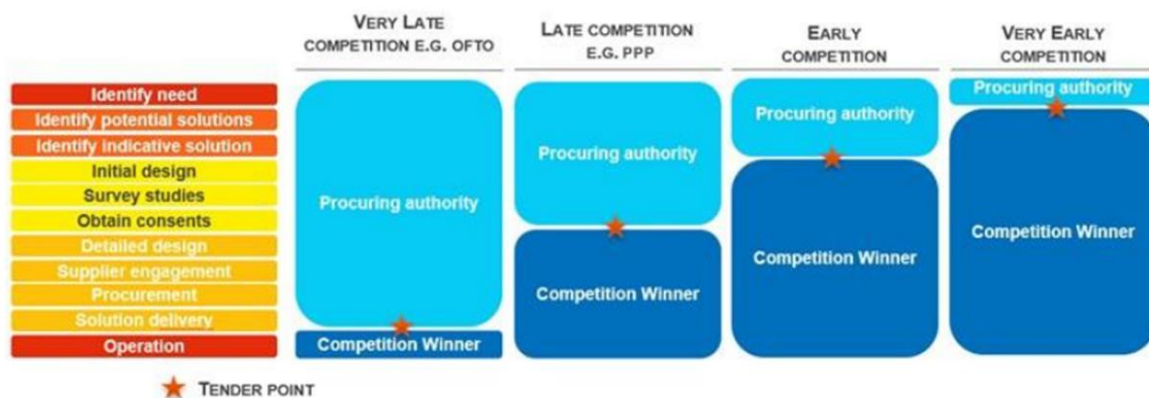 VERY LATE
COMPETITION E.G. OFTO
LATE COMPETITION
E.G. PPP
EARLY
COMPETITION
VERY EARLY
COMPETITION
Identify need
Identify potential solutions
Identify indicative solution
Initial design
Survey studies
Obtain consents
Detailed design
Supplier engagement
Procurement
Solution delivery
Operation
Procuring authority
Competition Winner
Procuring authority
Competition Winner
Procuring authority
Competition Winner
Procuring authority
Competition Winner
TENDER POINT